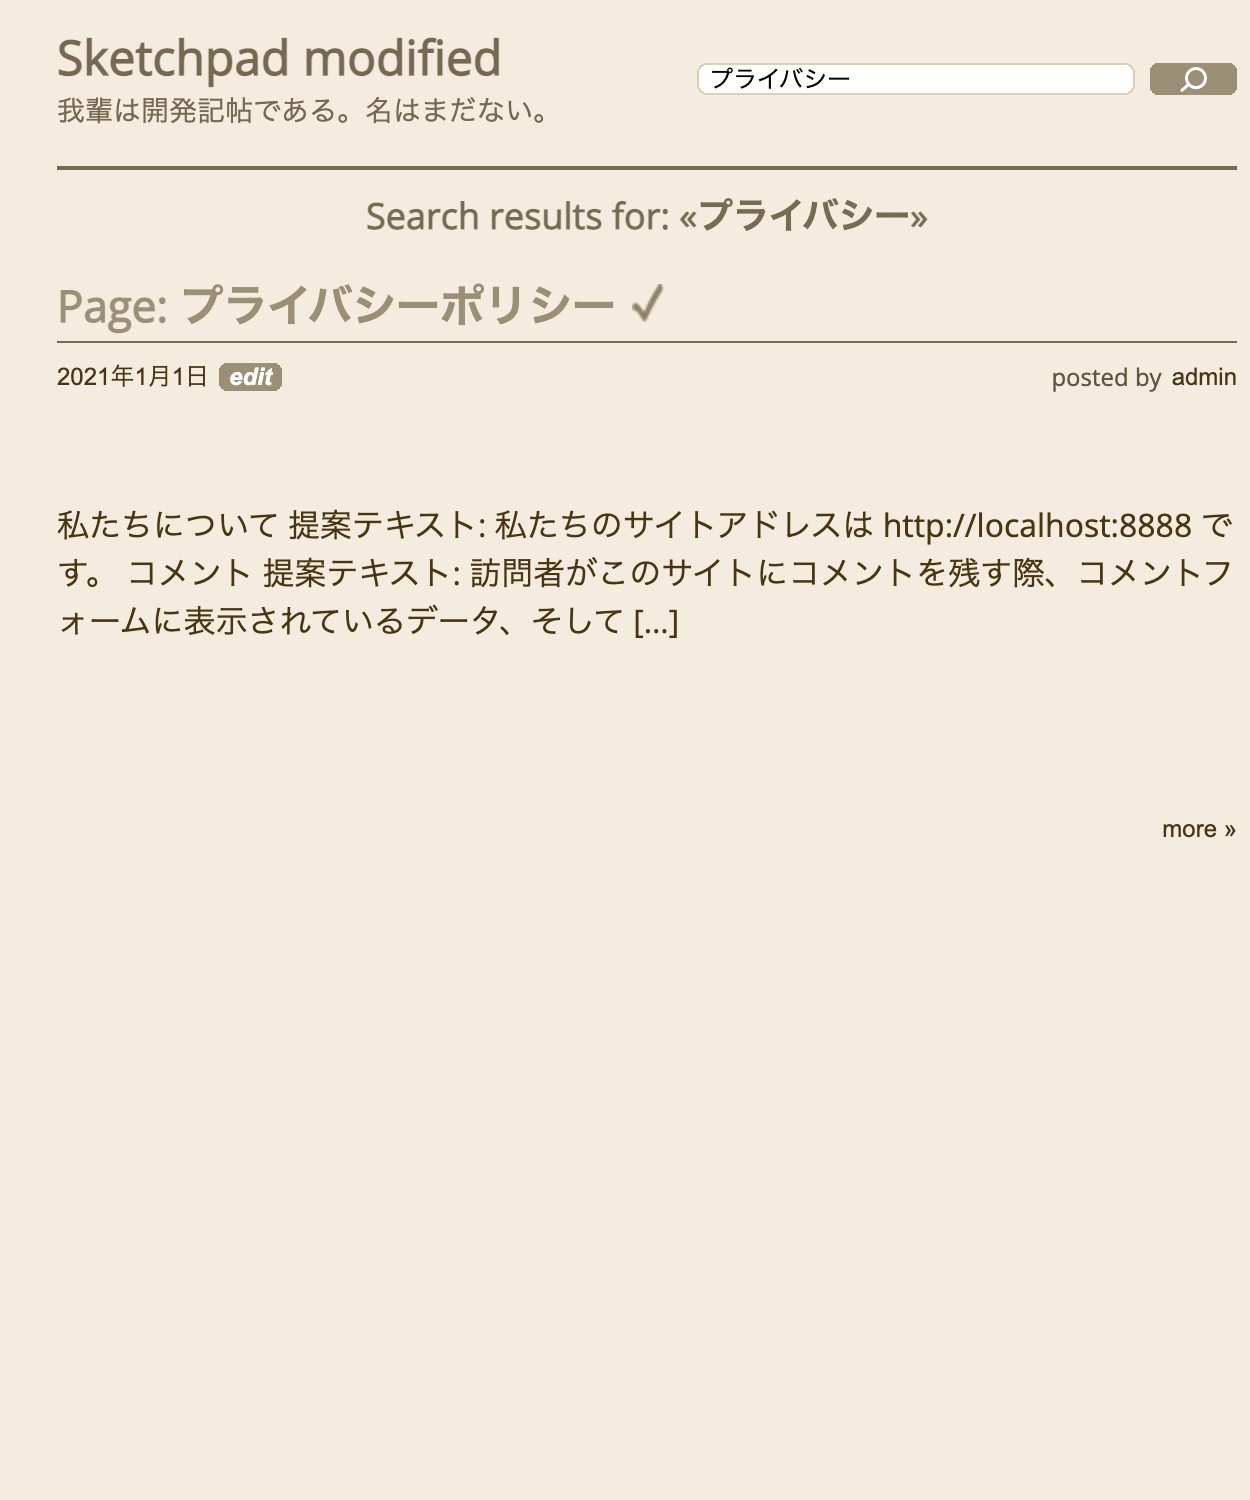 Sketchpad modified
我輩は開発記帖である。名はまだない。
プライバシー
Search results for: «プライバシー»
Page: プライバシーポリシー ✓
2021年1月1日 edit posted by admin
私たちについて 提案テキスト: 私たちのサイトアドレスは http://localhost:8888 で
す。 コメント 提案テキスト: 訪問者がこのサイトにコメントを残す際、コメントフ
ォームに表示されているデータ、そして […]
more »